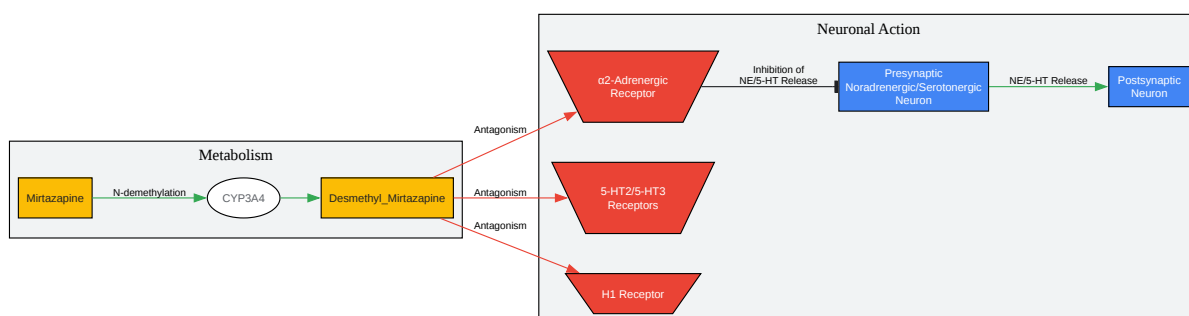 Neuronal Action
α2-Adrenergic
Receptor
Inhibition of
NE/5-HT Release
Presynaptic
Noradrenergic/Serotonergic
Neuron
NE/5-HT Release
Postsynaptic
Neuron
Antagonism
Metabolism
Mirtazapine
N-demethylation
CYP3A4
Desmethyl_Mirtazapine
Antagonism
5-HT2/5-HT3
Receptors
Antagonism
H1 Receptor